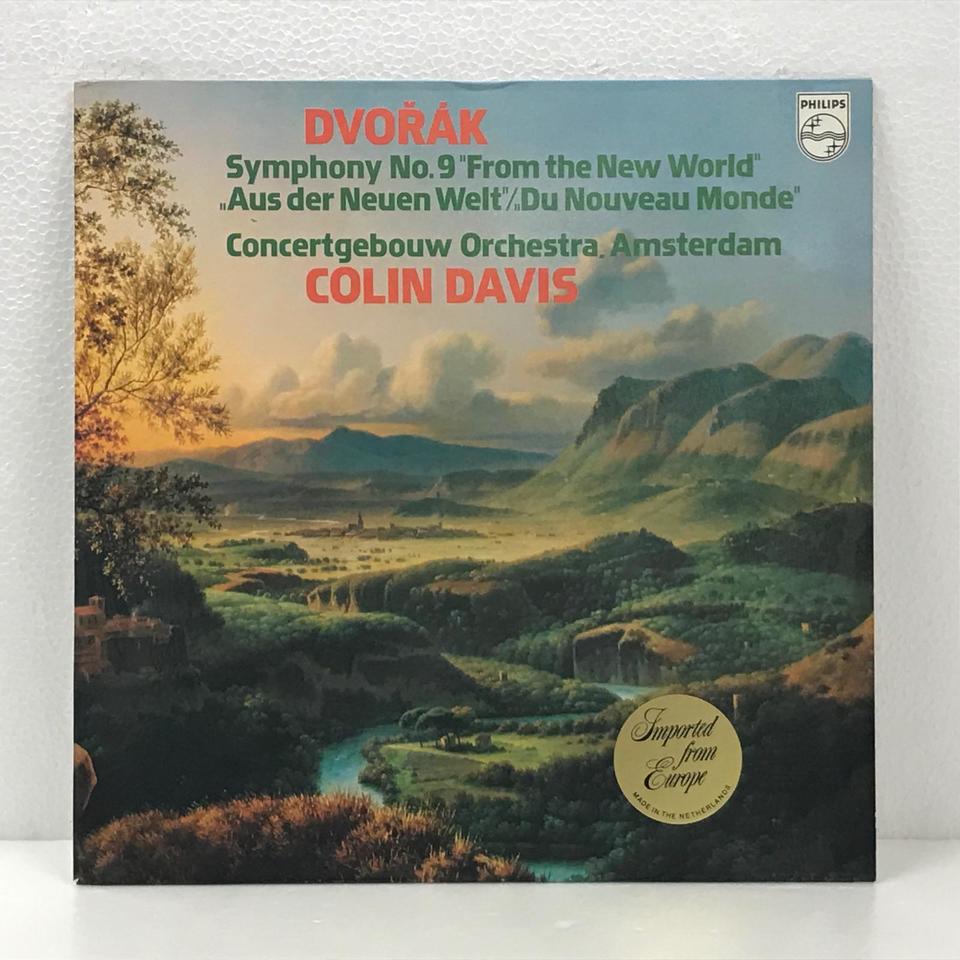 DVOŘÁK
PHILIPS
Symphony No. 9 "From the New World"
„Aus der Neuen Welt"/„Du Nouveau Monde"
Concertgebouw Orchestra, Amsterdam
COLIN DAVIS
Imported
from
Europe
MADE IN THE NETHERLANDS